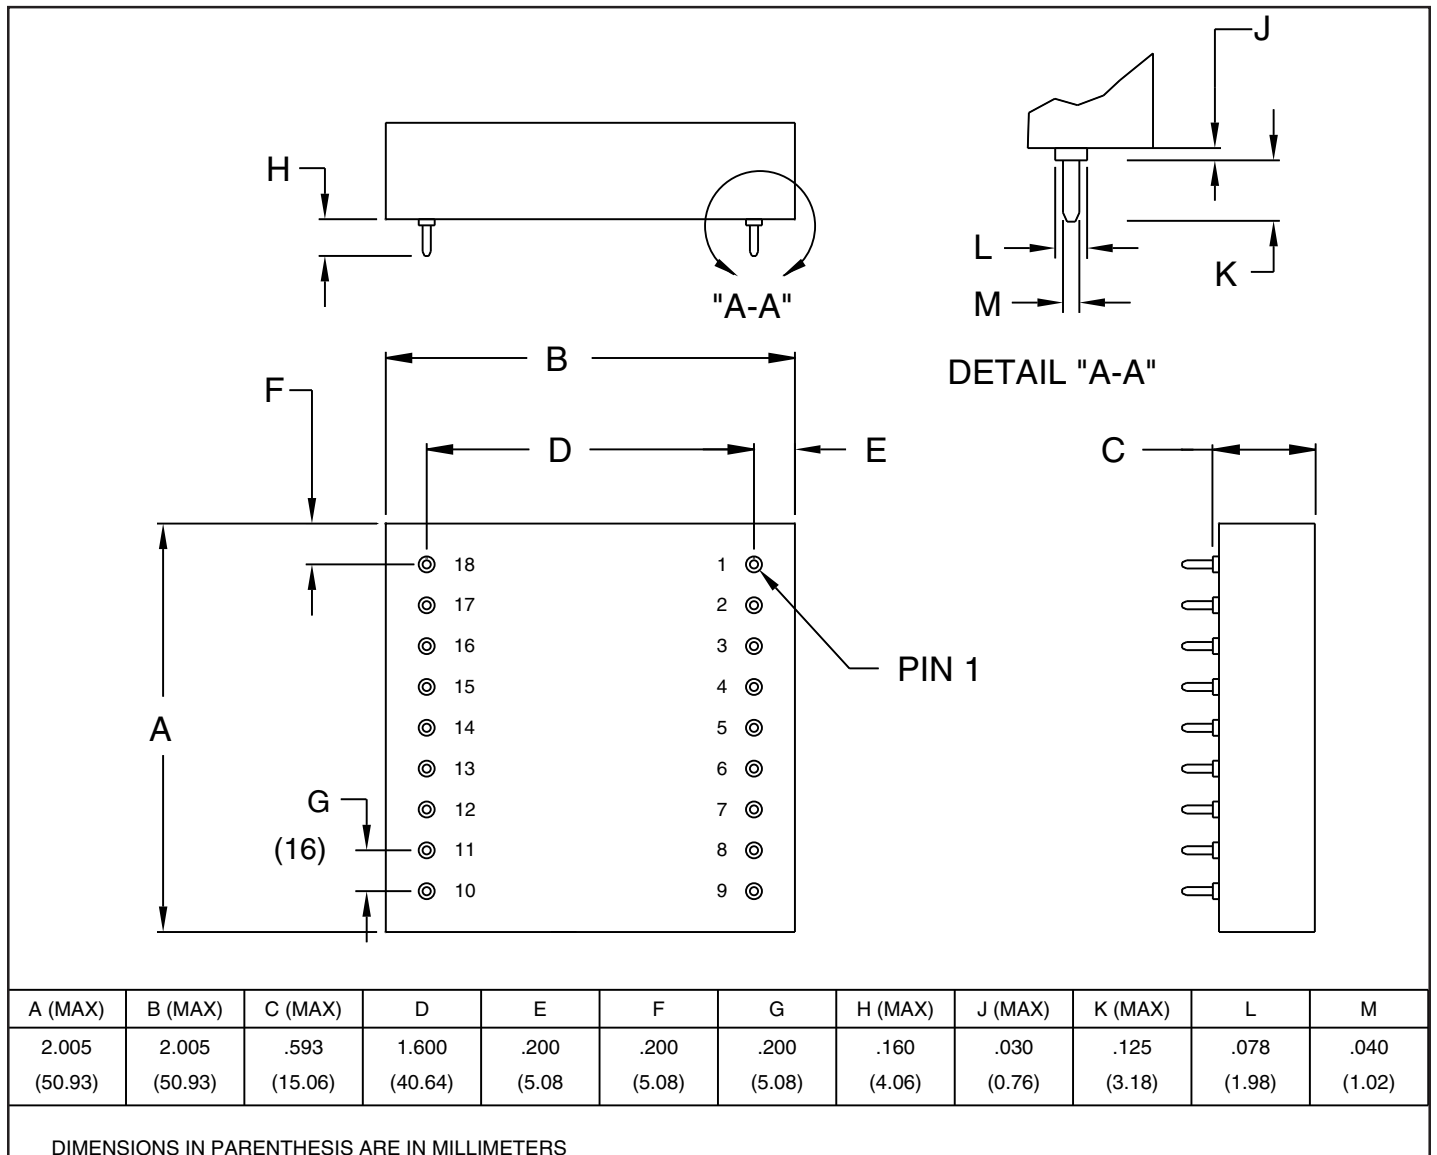 J
H
L
K
"A-A"
M
B
DETAIL "A-A"
F
D
E
C
18 1
17 2
16 3
PIN 1
15 4
A
14 5
13 6
G
12 7
(16)
11 8
10 9
A (MAX) B (MAX) C (MAX) D E F G H (MAX) J (MAX) K (MAX) L M
2.005 2.005 .593 1.600 .200 .200 .200 .160 .030 .125 .078 .040
(50.93) (50.93) (15.06) (40.64) (5.08 (5.08) (5.08) (4.06) (0.76) (3.18) (1.98) (1.02)
DIMENSIONS IN PARENTHESIS ARE IN MILLIMETERS